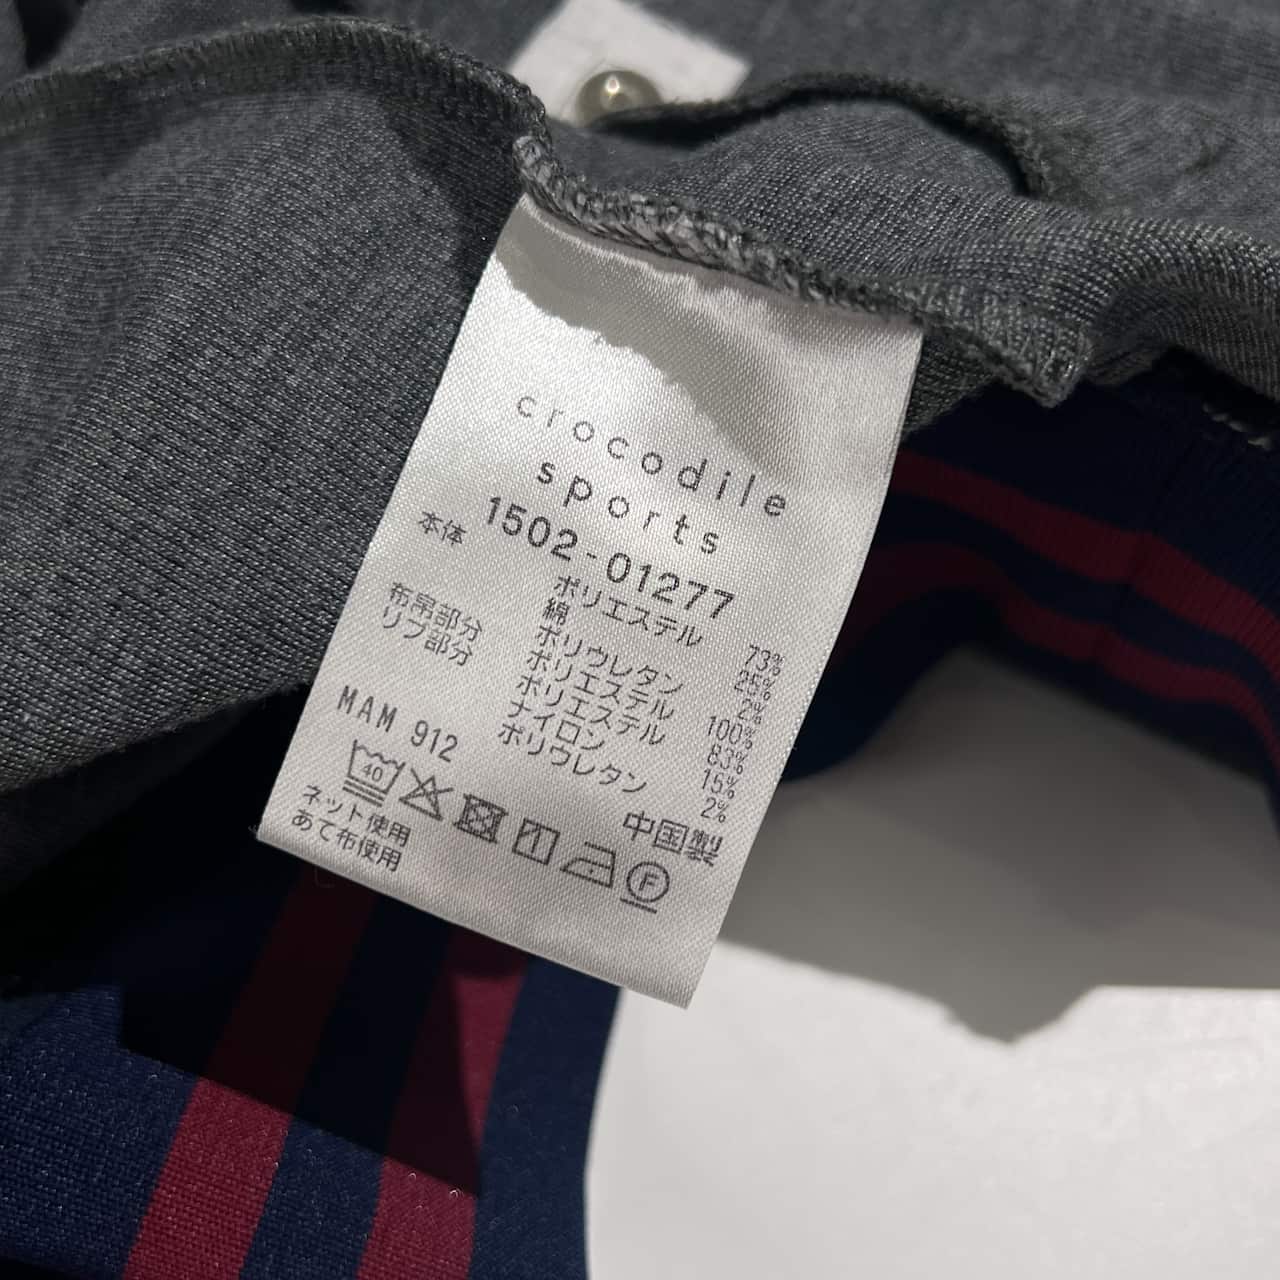 crocodile
sports
1502-01277
本体 ポリエステル 73%
綿 25%
ポリウレタン 2%
布帛部分 ポリエステル 100%
リブ部分 ポリエステル 83%
ナイロン 15%
ポリウレタン 2%
MAM 912
中国製
40
F
ネット使用
あて布使用